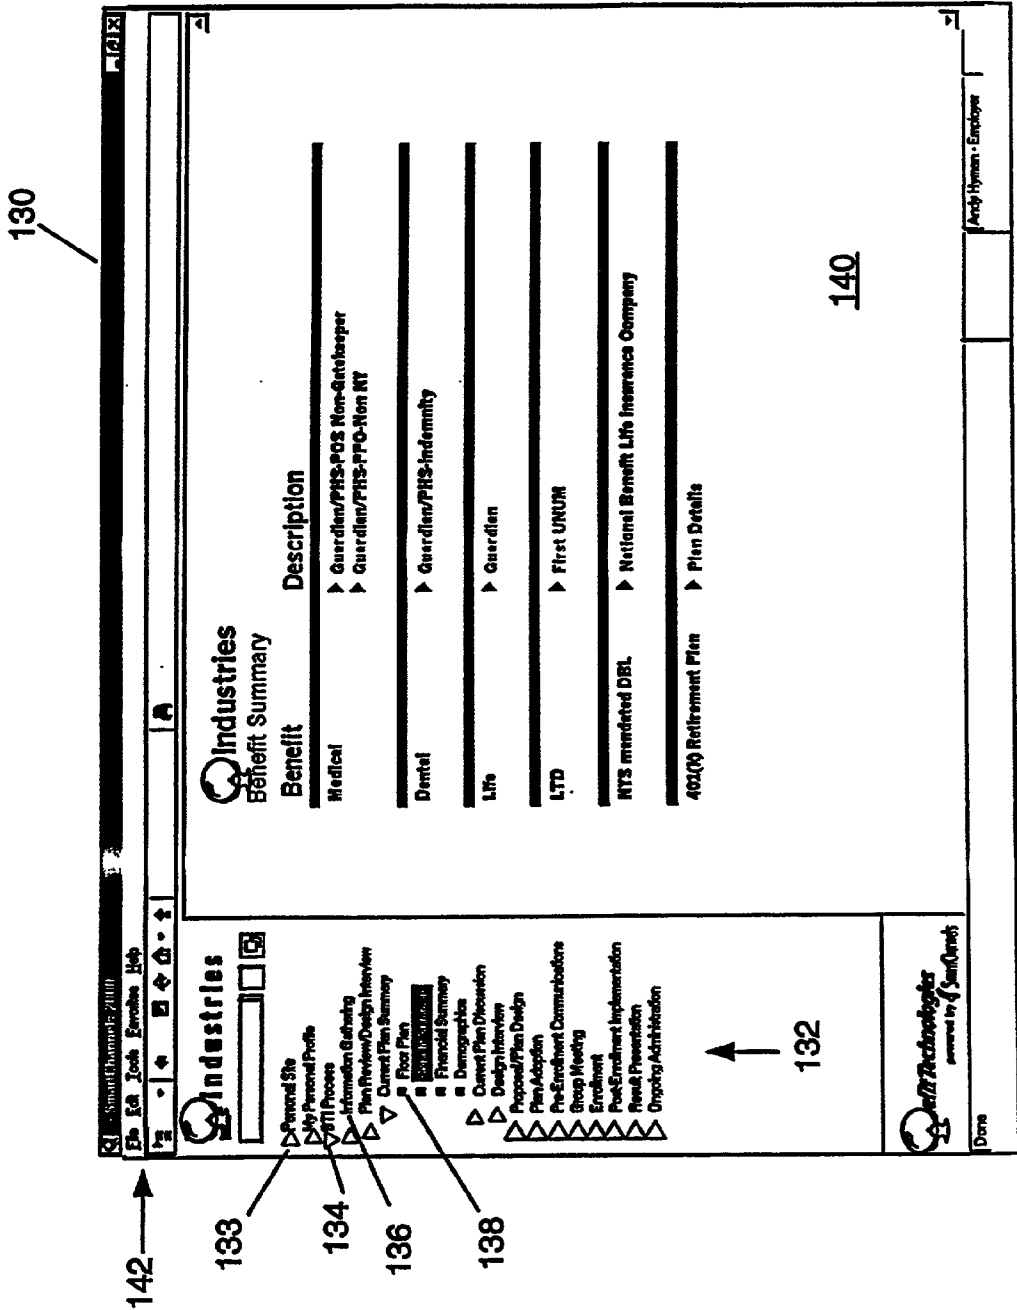 130
142
File Edit Tools Favorites Help
Industries
133
Personal Site
My Personal Profile
134
BTI Process
136
Information Gathering
Plan Review/Design Interview
Current Plan Summary
138
Floor Plan
Financial Summary
Demographics
Current Plan Discussion
Design Interview
Proposed/Plan Design
Plan Adoption
Pre-Enrollment Communications
Group Meeting
Enrollment
Post-Enrollment Implementation
Result Presentation
Ongoing Administration
132
efit Technologies
powered by SmartChannels
Industries
Benefit Summary
Benefit Description
Medical Guardian/PHS-POS Non-Gatekeeper
Guardian/PHS-PPO-Non NY
Dental Guardian/PHS-Indemnity
Life Guardian
LTD First UNUM
NYS mandated DBL National Benefit Life Insurance Company
401(K) Retirement Plan Plan Details
140
Done Andy Hyman - Employer